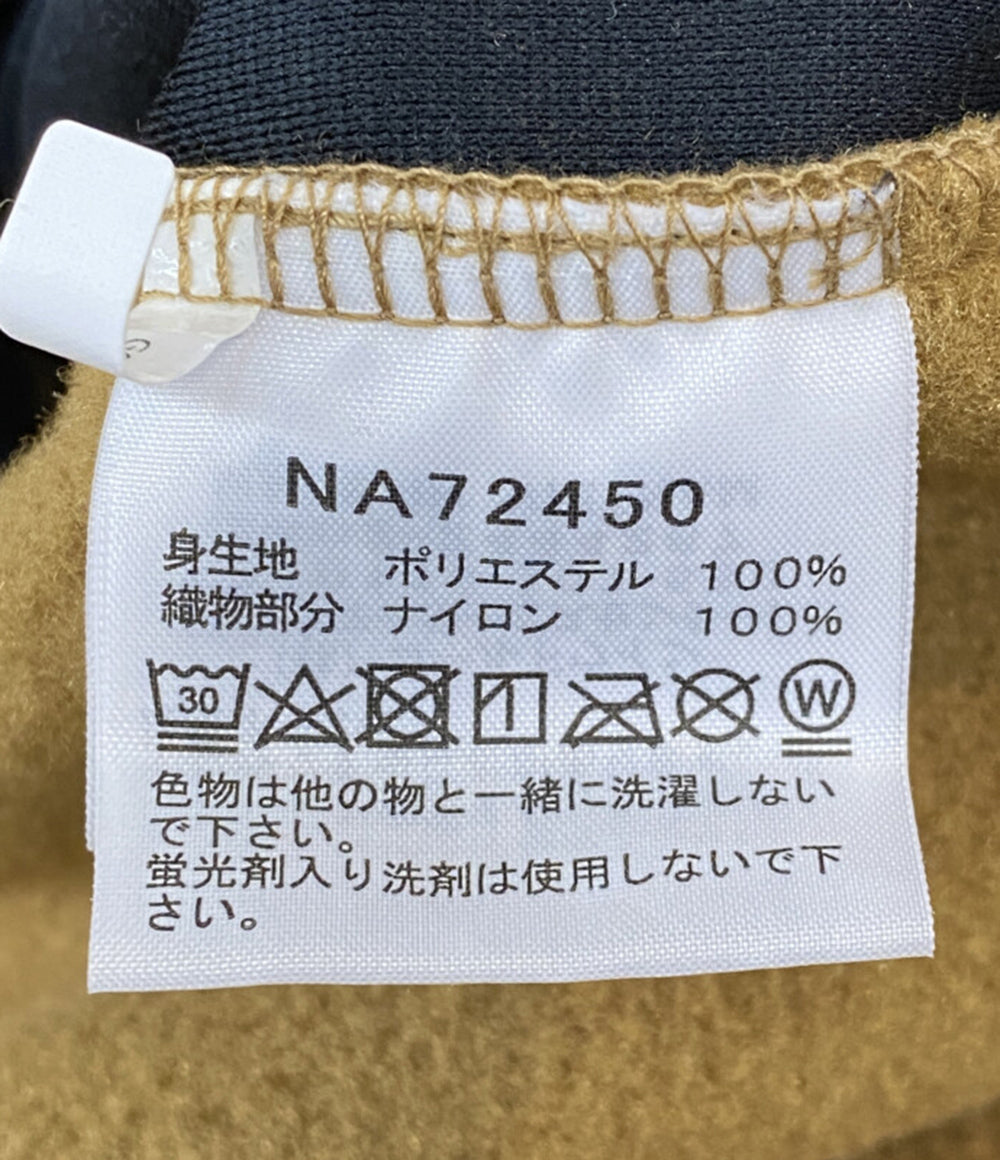 NA72450
身生地 ポリエステル 100%
織物部分 ナイロン 100%
30 W
色物は他の物と一緒に洗濯しない
で下さい。
蛍光剤入り洗剤は使用しないで下
さい。